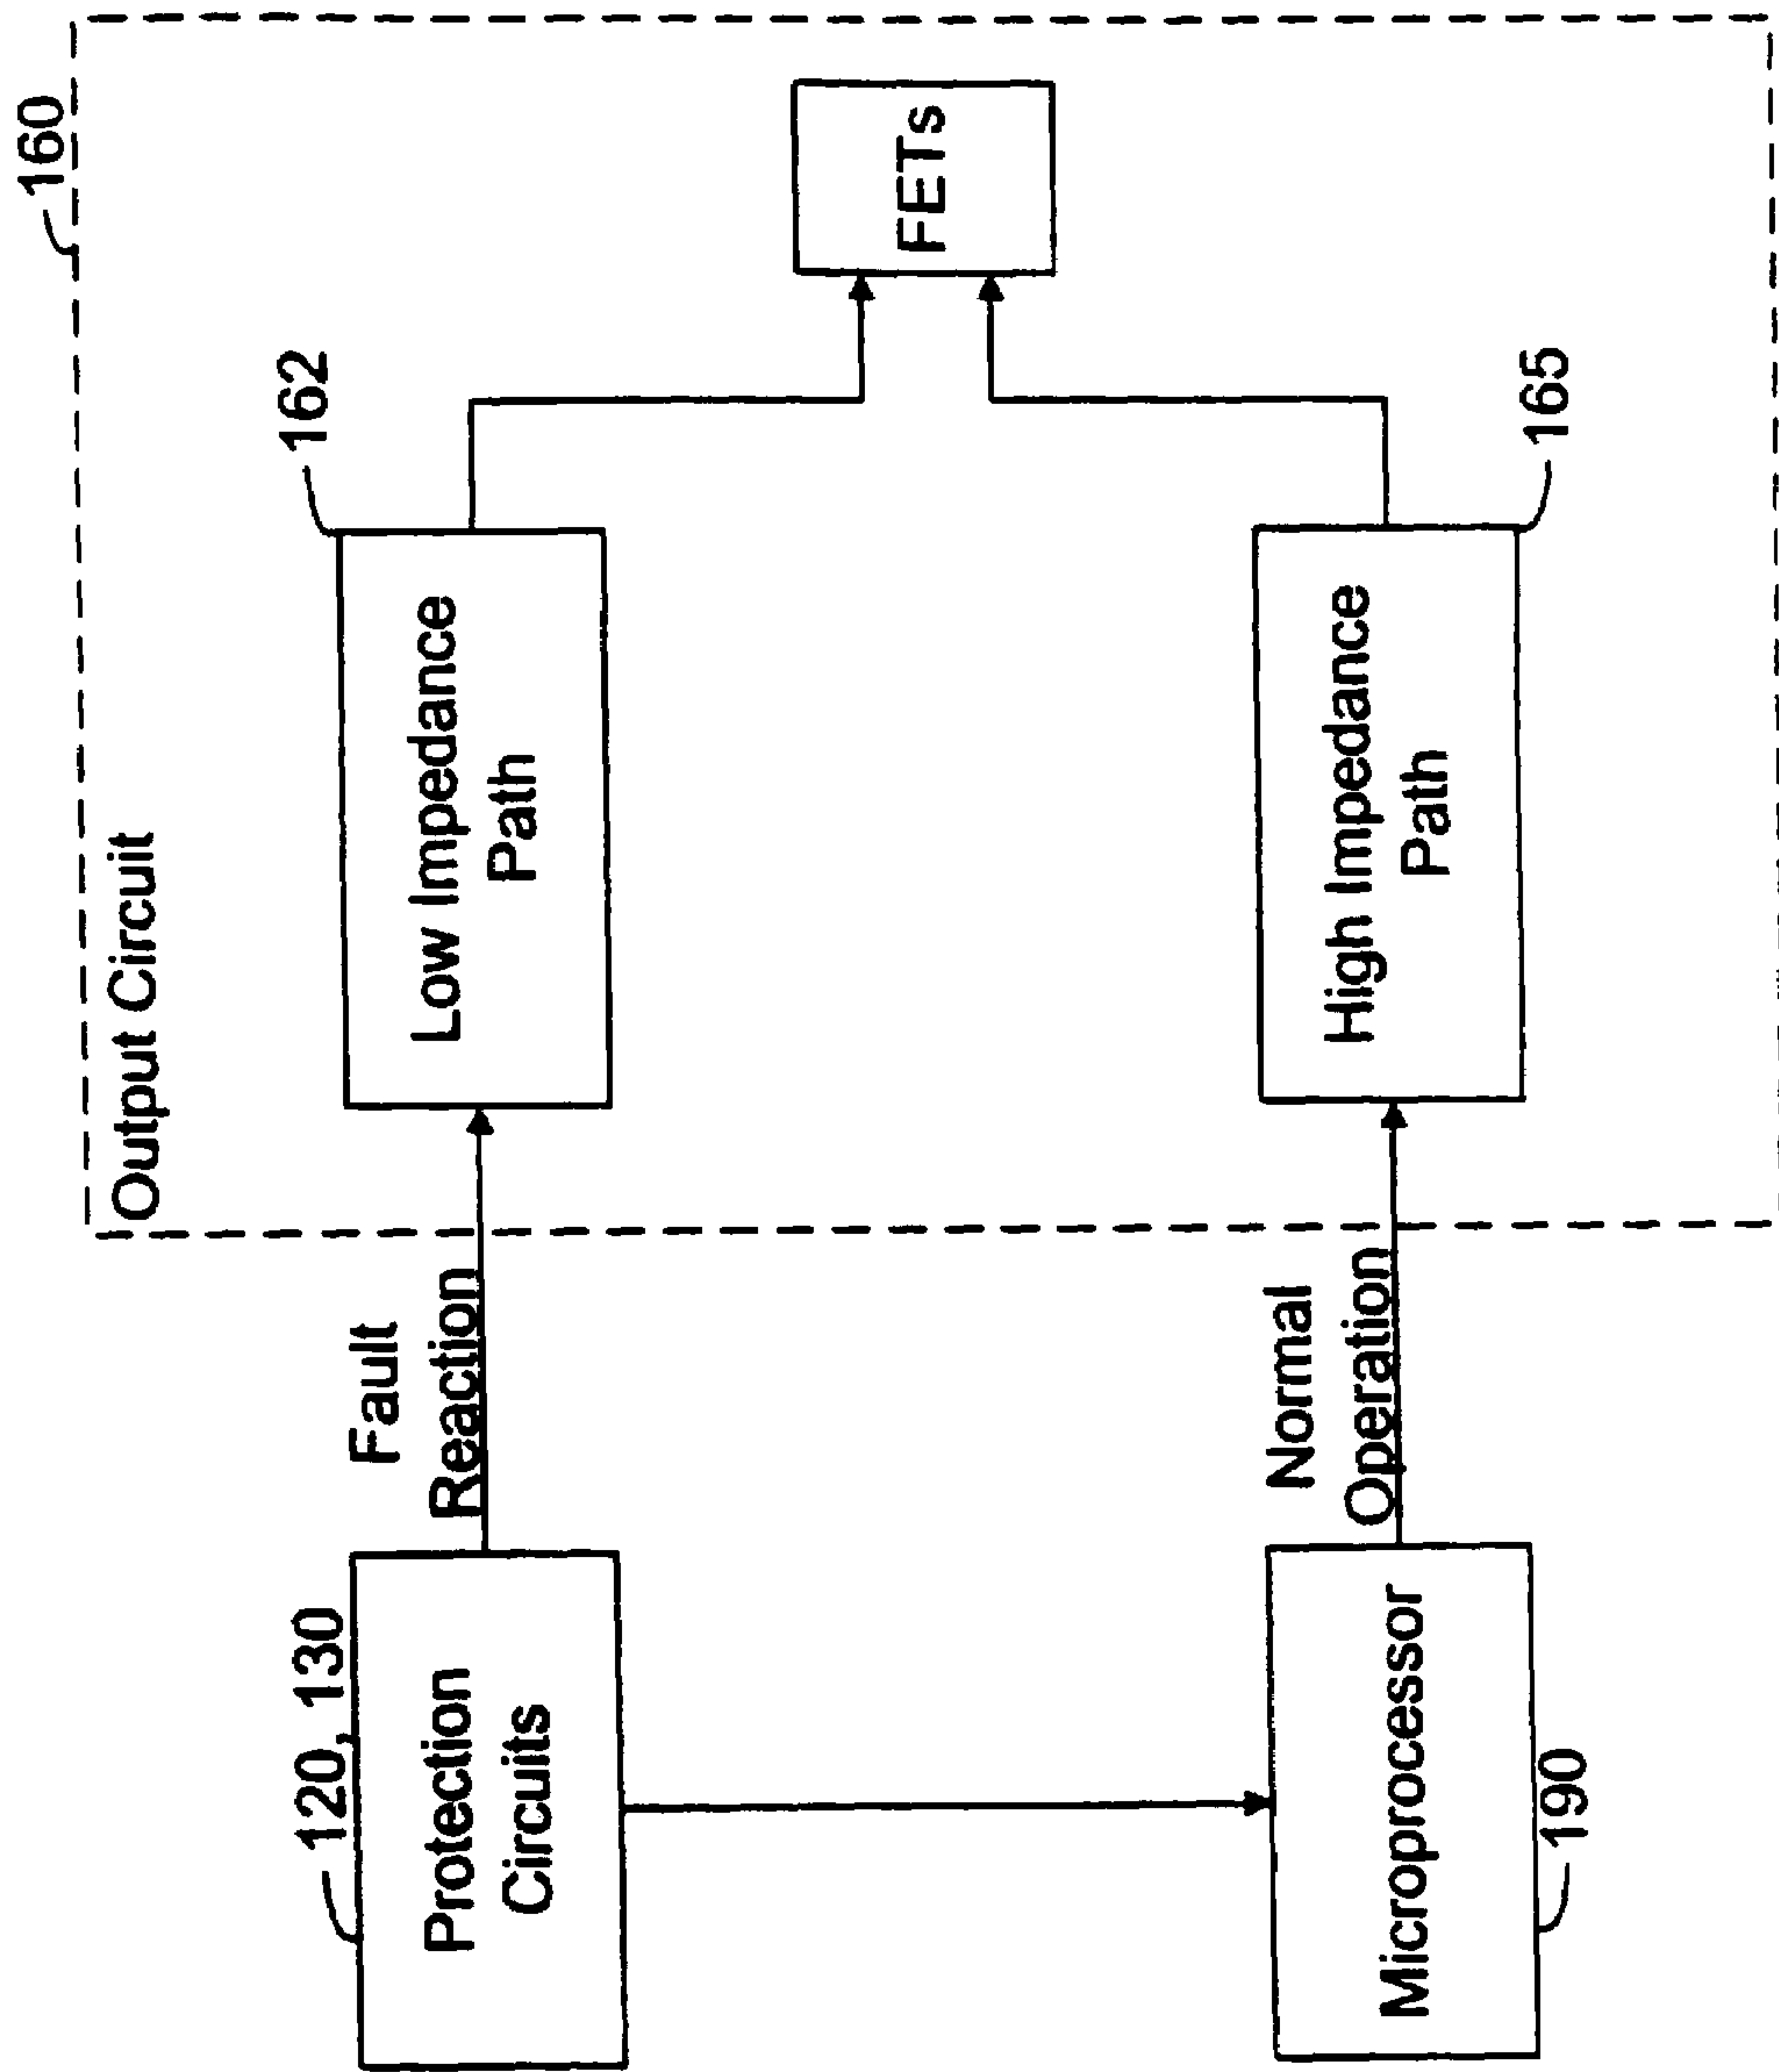 160
Output Circuit
120, 130
Protection
Circuits
Fault
Reaction
162
Low Impedance
Path
FETs
190
Microprocessor
Normal
Operation
165
High Impedance
Path